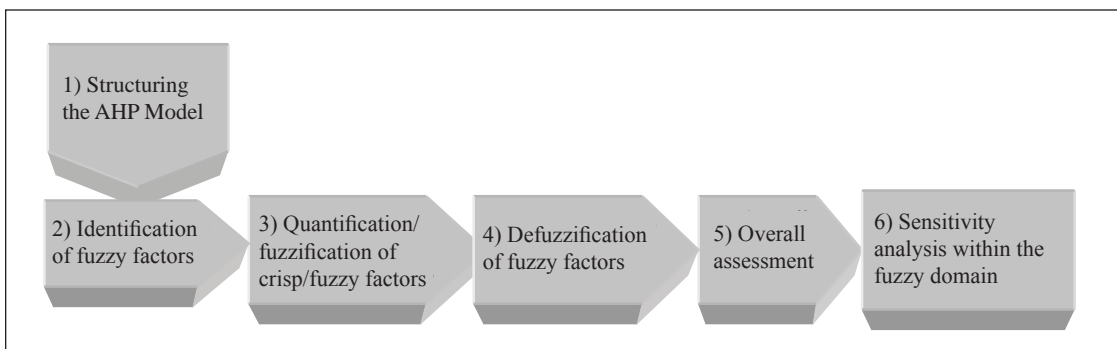 1) Structuring
the AHP Model
2) Identification
of fuzzy factors
3) Quantification/
fuzzification of
crisp/fuzzy factors
4) Defuzzification
of fuzzy factors
5) Overall
assessment
6) Sensitivity
analysis within the
fuzzy domain